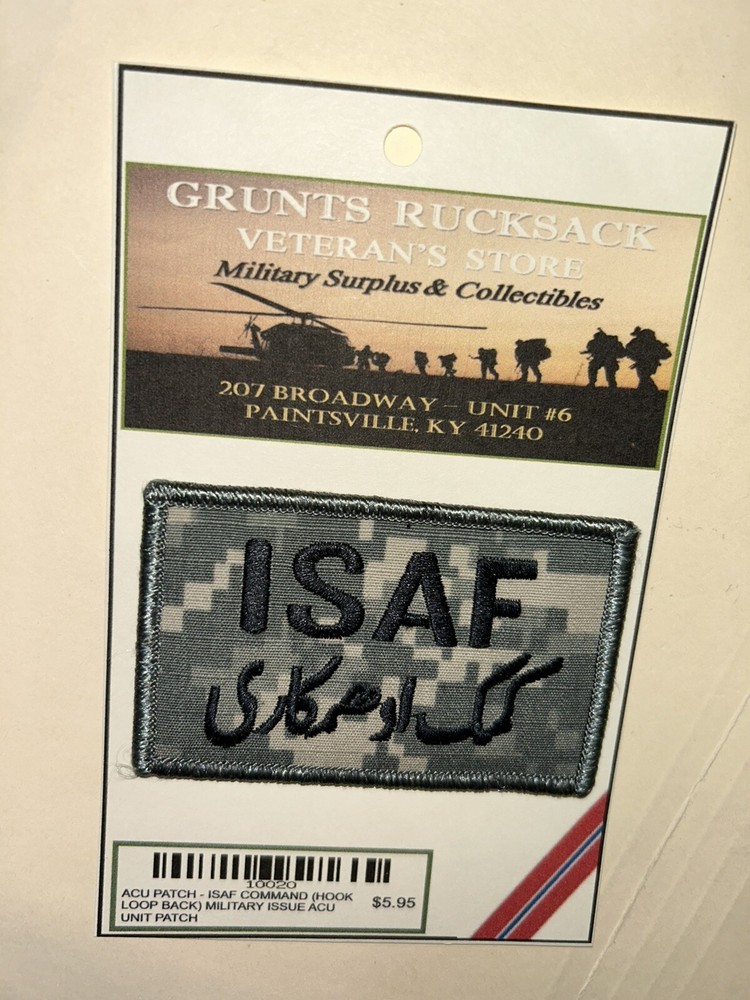 GRUNTS RUCKSACK
VETERAN'S STORE
Military Surplus & Collectibles
207 BROADWAY – UNIT #6
PAINTSVILLE, KY 41240
ISAF
کمک او همرکاری
10020
ACU PATCH - ISAF COMMAND (HOOK
LOOP BACK) MILITARY ISSUE ACU
UNIT PATCH
$5.95